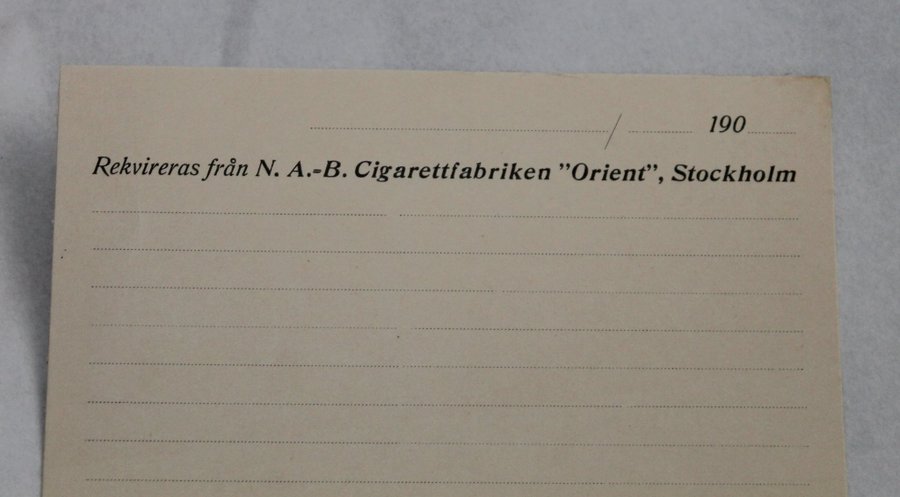 / 190
Rekvireras från N. A.-B. Cigarettfabriken ”Orient”, Stockholm